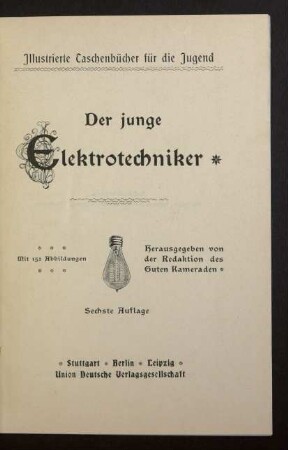 Illustrierte Taschenbücher für die Jugend
Der junge
Elektrotechniker *
* * *
Mit 152 Abbildungen
* * *
Herausgegeben von
der Redaktion des
Guten Kameraden *
Sechste Auflage
* Stuttgart * Berlin * Leipzig *
Union Deutsche Verlagsgesellschaft